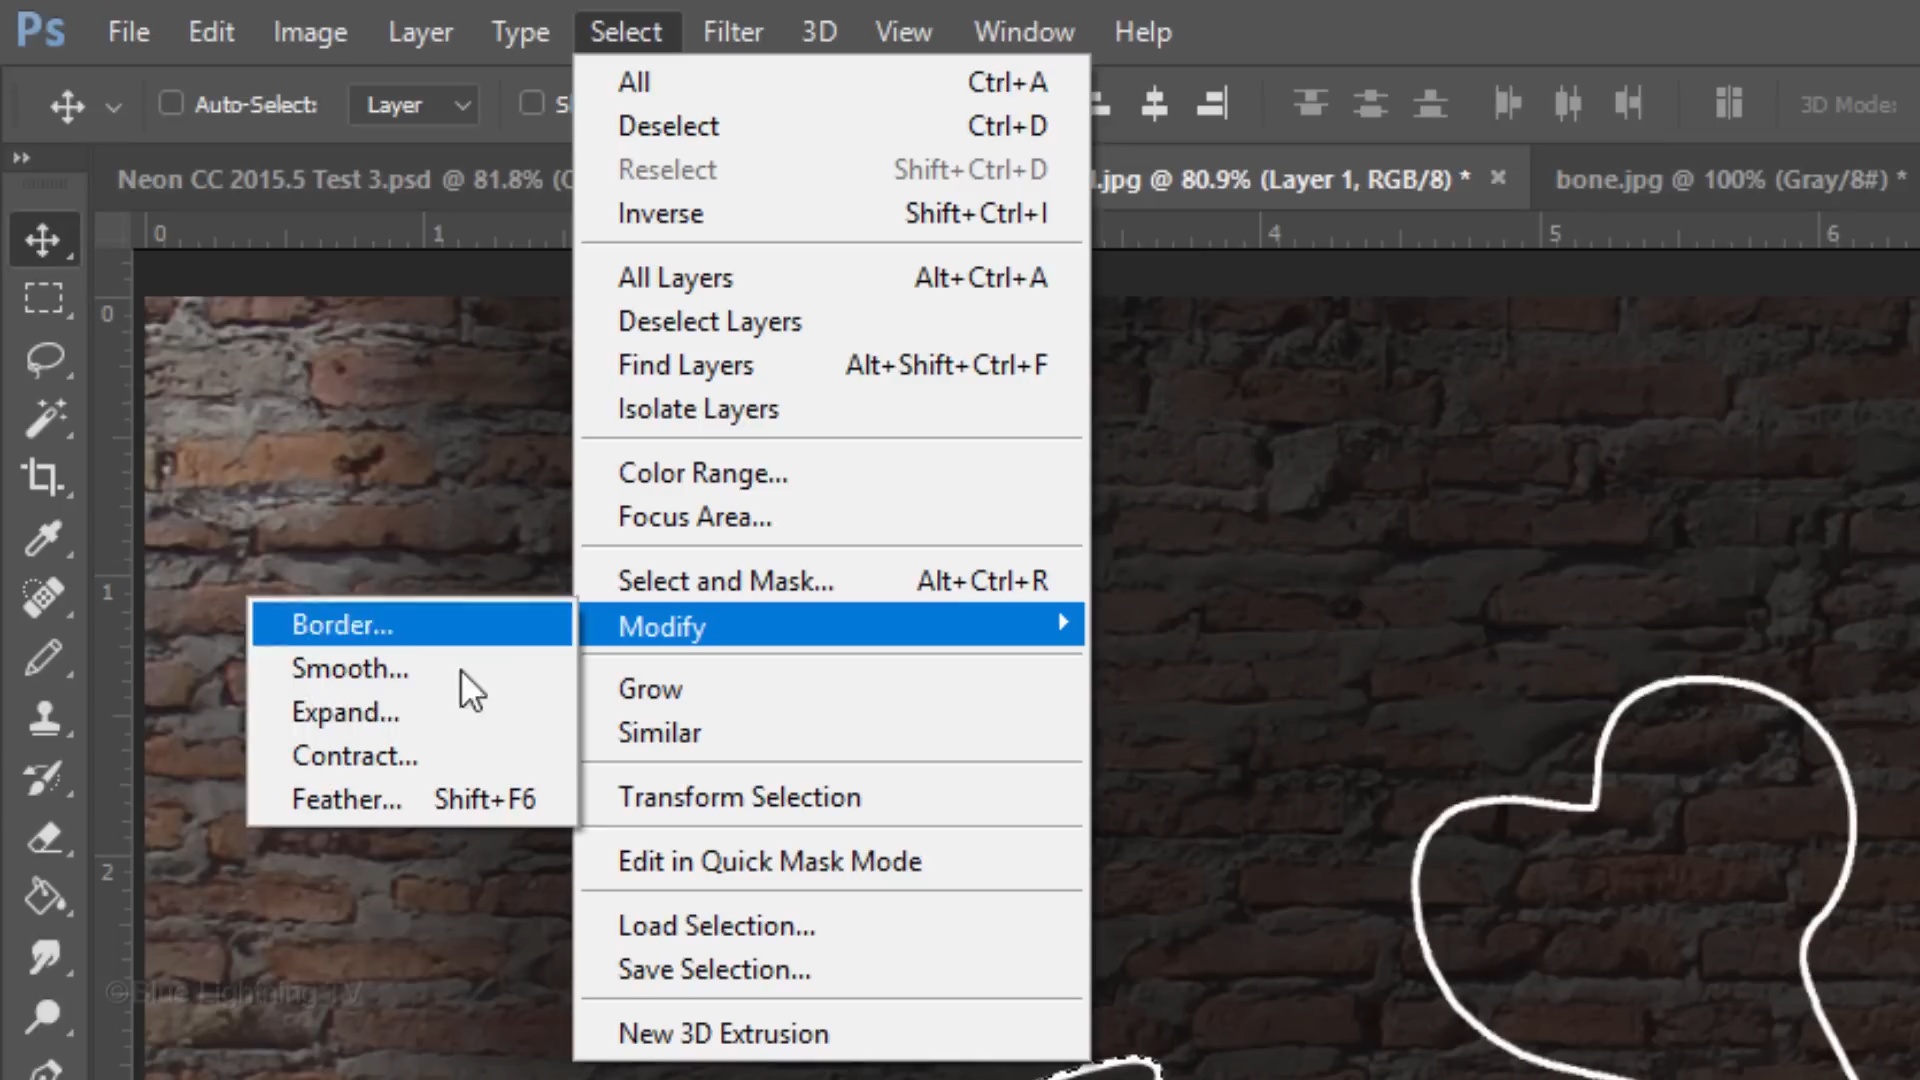 Ps File Edit Image Layer Type Select Filter 3D View Window Help
Auto-Select: Layer 3D Mode:
Neon CC 2015.5 Test 3.psd @ 81.8% .jpg @ 80.9% (Layer 1, RGB/8) * × bone.jpg @ 100% (Gray/8#) *
0 1 4 5 6
0
1
2
All Ctrl+A
Deselect Ctrl+D
Reselect Shift+Ctrl+D
Inverse Shift+Ctrl+I
All Layers Alt+Ctrl+A
Deselect Layers
Find Layers Alt+Shift+Ctrl+F
Isolate Layers
Color Range...
Focus Area...
Select and Mask... Alt+Ctrl+R
Modify
Grow
Similar
Transform Selection
Edit in Quick Mask Mode
Load Selection...
Save Selection...
New 3D Extrusion
Border...
Smooth...
Expand...
Contract...
Feather... Shift+F6
©Blue Lightning TV